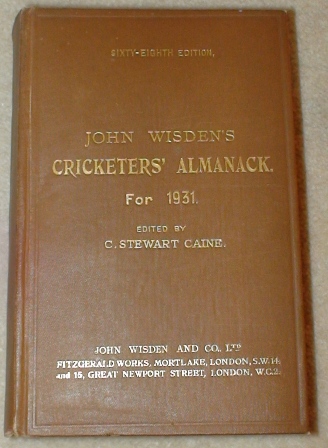 SIXTY-EIGHTH EDITION,
JOHN WISDEN'S
CRICKETERS' ALMANACK.
For 1931.
EDITED BY
C. STEWART CAINE.
JOHN WISDEN AND CO., LTD
FITZGERALD WORKS, MORTLAKE, LONDON, S.W.14;
and 15, GREAT NEWPORT STREET, LONDON, W.C.2.